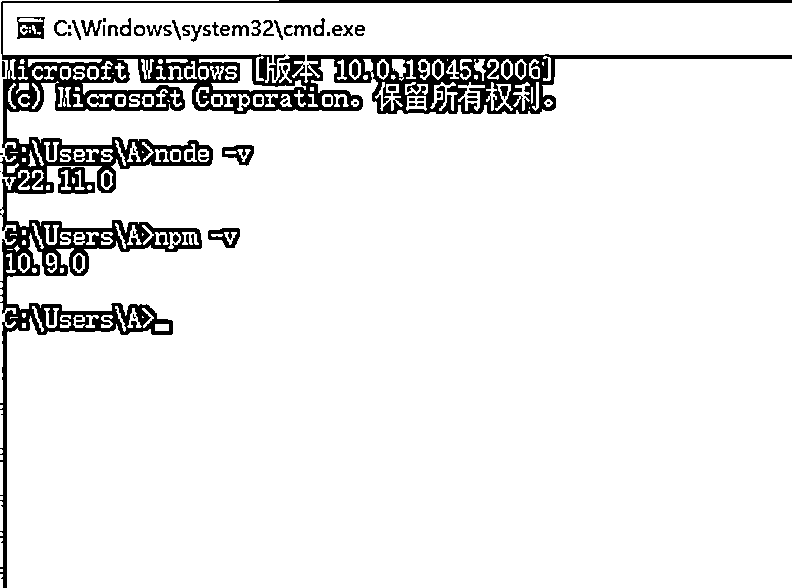 C:\Windows\system32\cmd.exe
Microsoft Windows [版本 10.0.19045.2006]
(c) Microsoft Corporation。保留所有权利。
C:\Users\A>node -v
v22.11.0
C:\Users\A>npm -v
10.9.0
C:\Users\A>